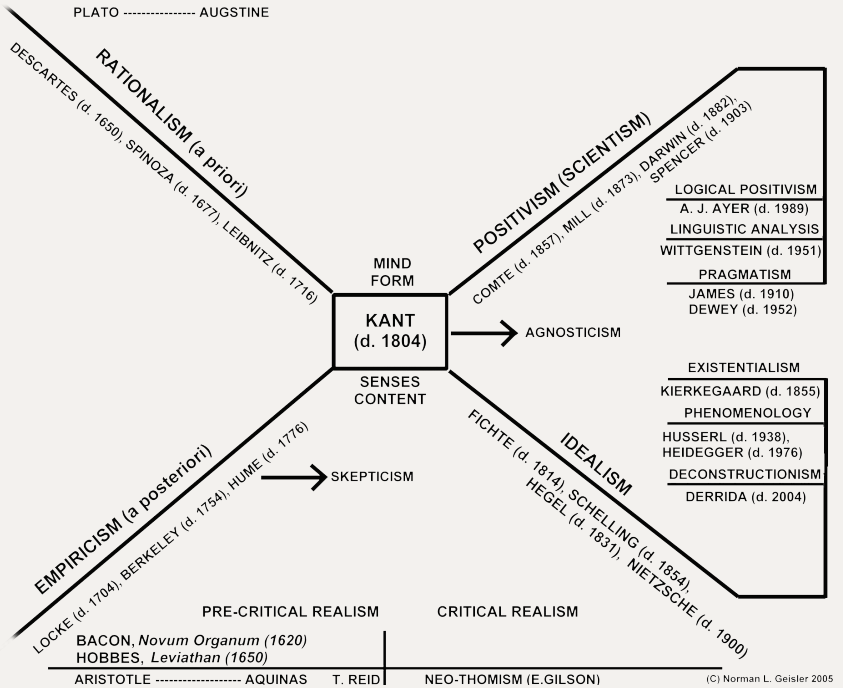 PLATO ---------------- AUGSTINE
RATIONALISM (a priori)
DESCARTES (d. 1650), SPINOZA (d. 1677), LEIBNITZ (d. 1716)
POSITIVISM (SCIENTISM)
COMTE (d. 1857), MILL (d. 1873), DARWIN (d. 1882),
SPENCER (d. 1903)
LOGICAL POSITIVISM
A. J. AYER (d. 1989)
LINGUISTIC ANALYSIS
WITTGENSTEIN (d. 1951)
PRAGMATISM
JAMES (d. 1910)
DEWEY (d. 1952)
MIND
FORM
KANT
(d. 1804)
AGNOSTICISM
SENSES
CONTENT
EXISTENTIALISM
KIERKEGAARD (d. 1855)
PHENOMENOLOGY
HUSSERL (d. 1938),
HEIDEGGER (d. 1976)
DECONSTRUCTIONISM
DERRIDA (d. 2004)
EMPIRICISM (a posteriori)
LOCKE (d. 1704), BERKELEY (d. 1754), HUME (d. 1776)
SKEPTICISM
IDEALISM
FICHTE (d. 1814), SCHELLING (d. 1854),
HEGEL (d. 1831), NIETZSCHE (d. 1900)
PRE-CRITICAL REALISM
CRITICAL REALISM
BACON, Novum Organum (1620)
HOBBES, Leviathan (1650)
ARISTOTLE ------------------- AQUINAS T. REID
NEO-THOMISM (E.GILSON)
(C) Norman L. Geisler 2005